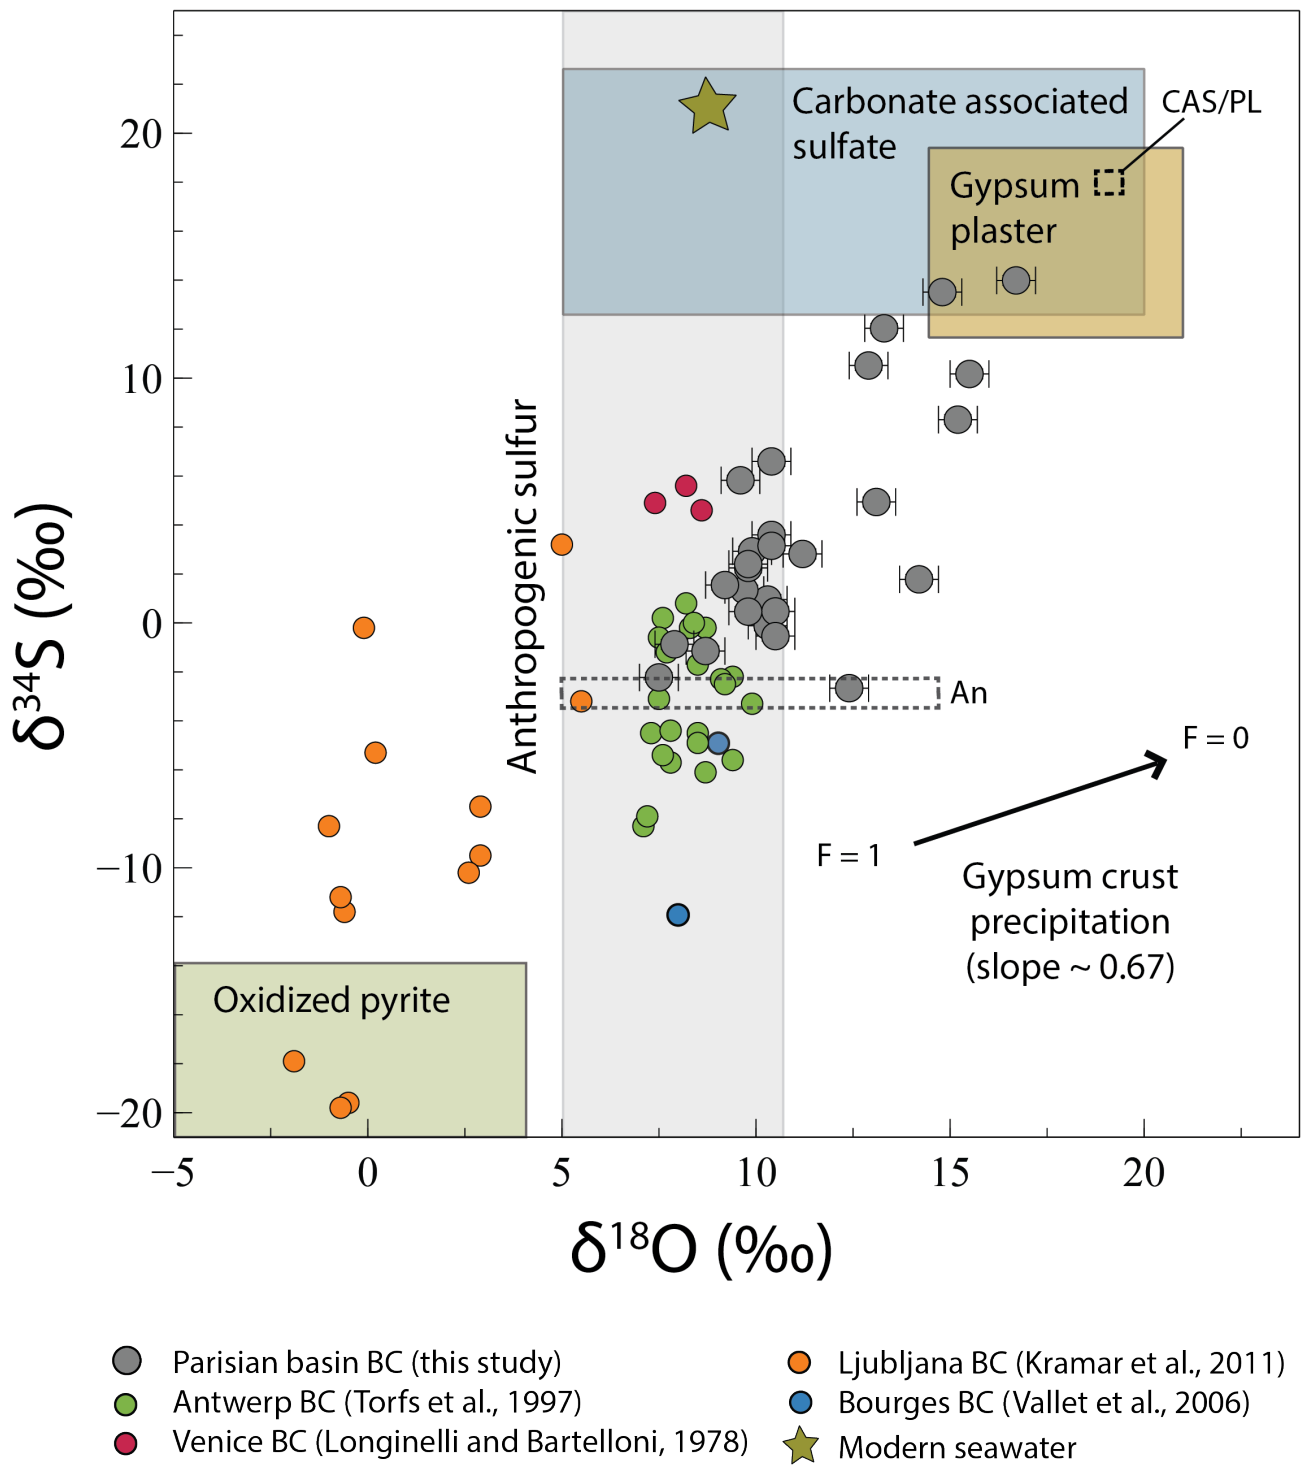 Carbonate associated
sulfate
CAS/PL
Gypsum
plaster
Anthropogenic sulfur
An
F = 0
F = 1
Gypsum crust
precipitation
(slope ~ 0.67)
Oxidized pyrite
20
10
0
−10
−20
δ³⁴S (‰)
−5 0 5 10 15 20
δ¹⁸O (‰)
Parisian basin BC (this study)
Antwerp BC (Torfs et al., 1997)
Venice BC (Longinelli and Bartelloni, 1978)
Ljubljana BC (Kramar et al., 2011)
Bourges BC (Vallet et al., 2006)
Modern seawater